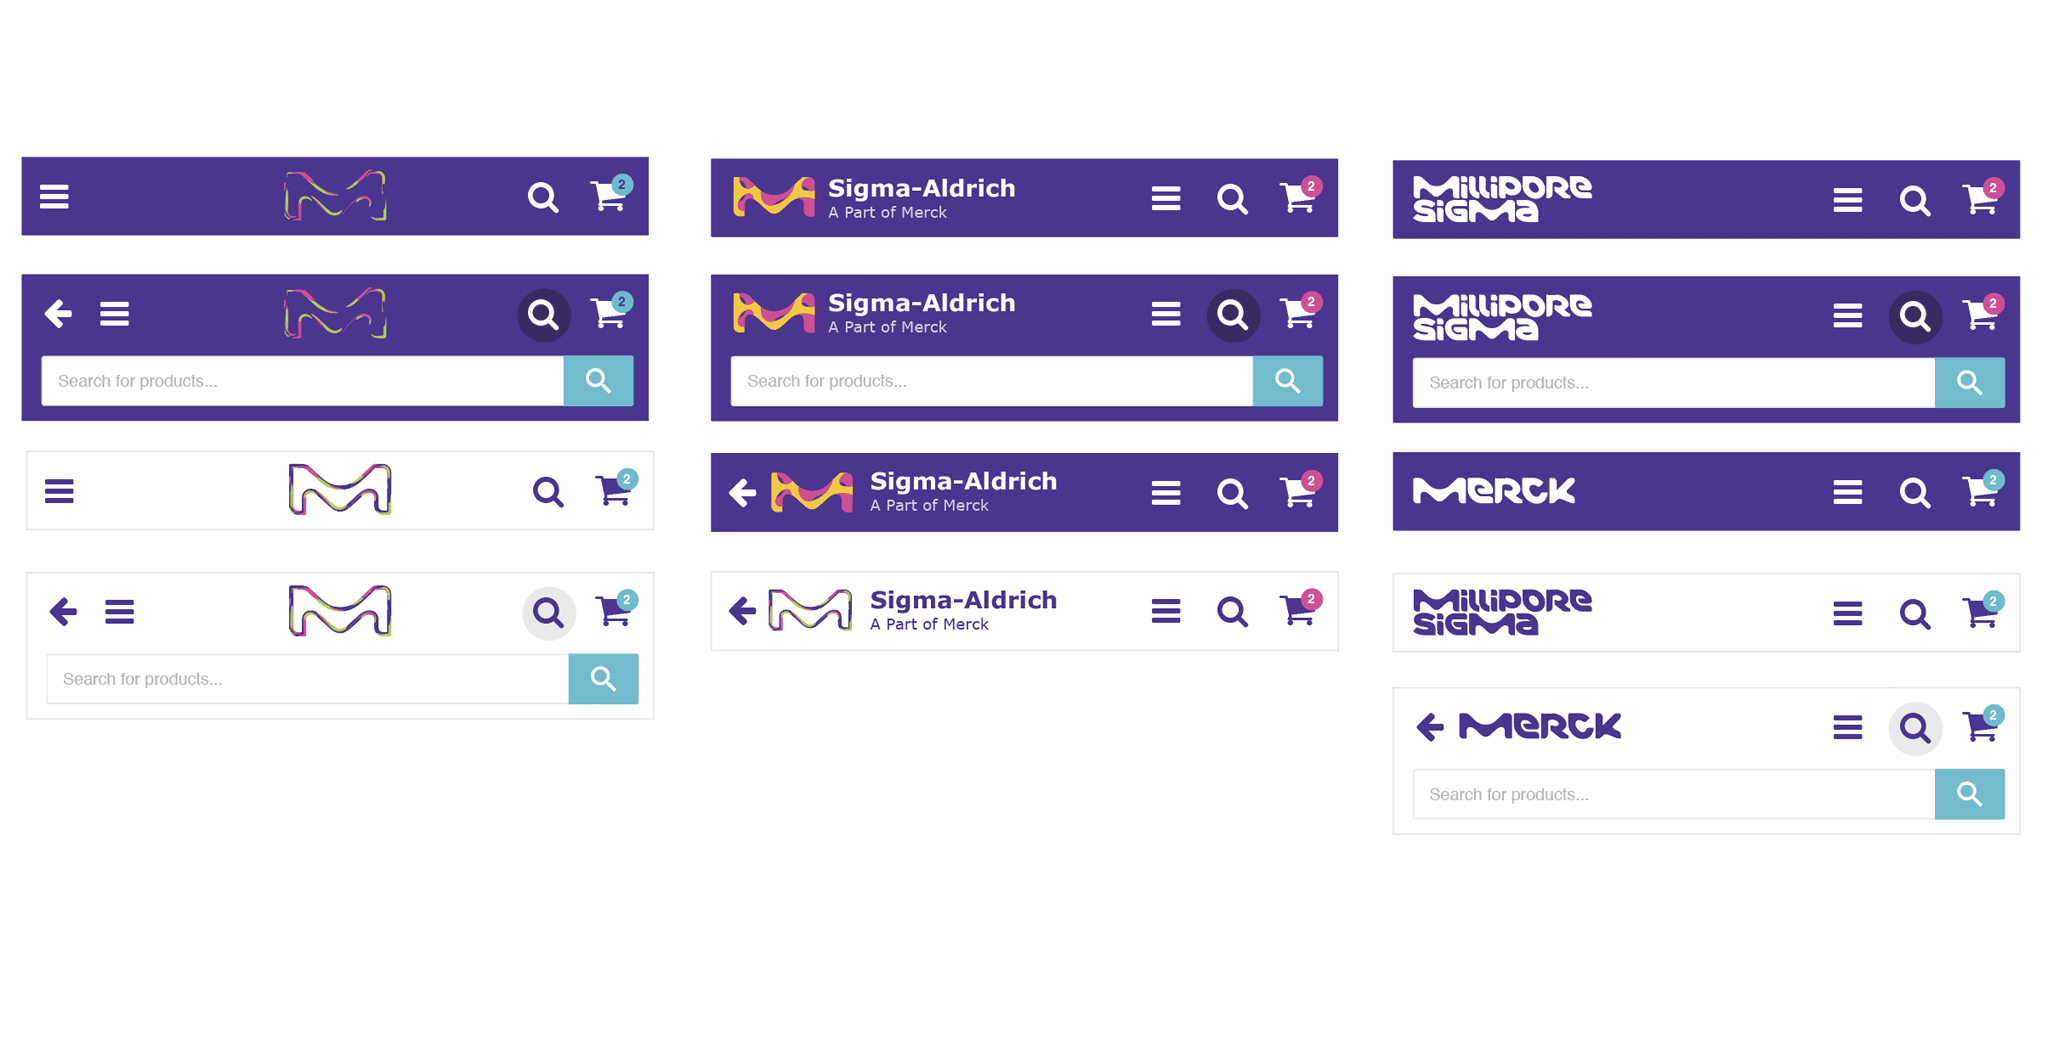 2
2
Search for products...
2
2
Search for products...
Sigma-Aldrich
A Part of Merck
2
Sigma-Aldrich
A Part of Merck
2
Search for products...
Sigma-Aldrich
A Part of Merck
2
Sigma-Aldrich
A Part of Merck
2
MilliPORe
SiGMa
2
MilliPORe
SiGMa
2
Search for products...
MeRCK
2
MilliPORe
SiGMa
2
MeRCK
2
Search for products...